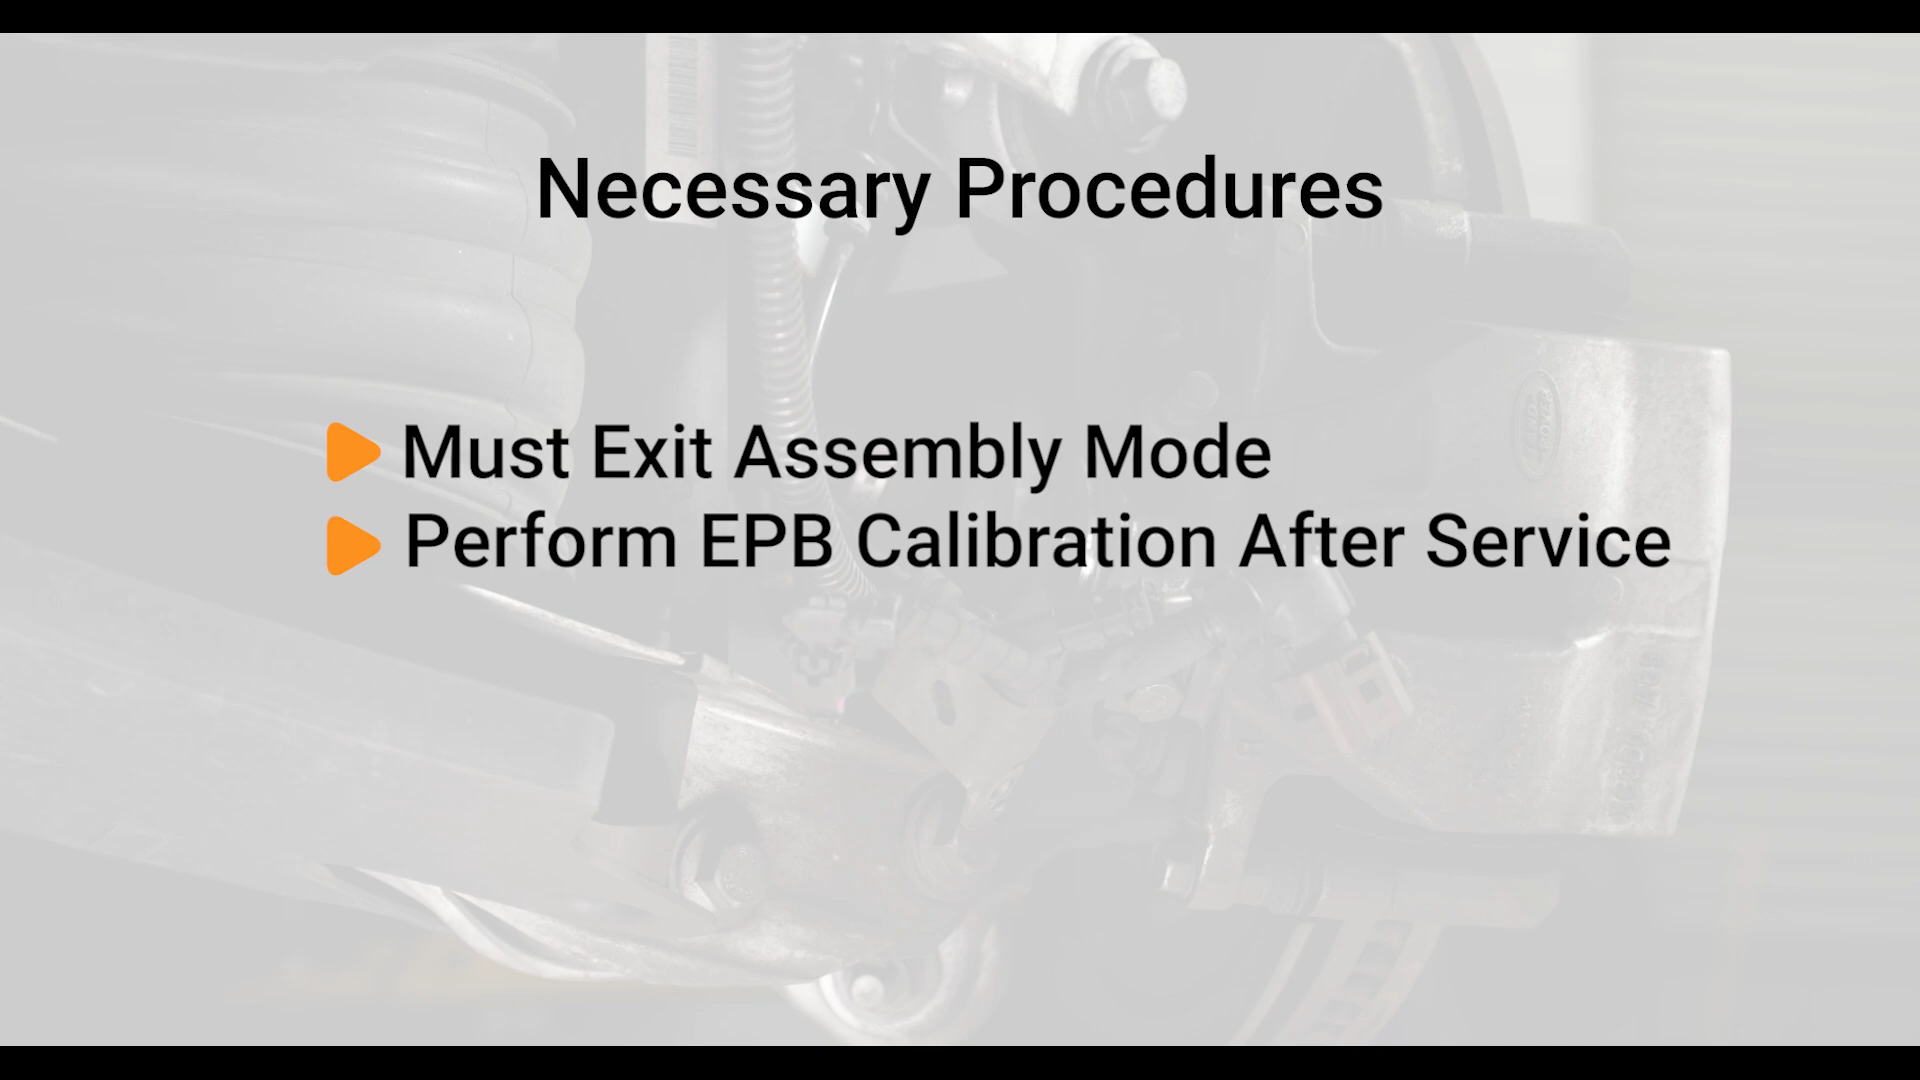 Necessary Procedures
Must Exit Assembly Mode
Perform EPB Calibration After Service